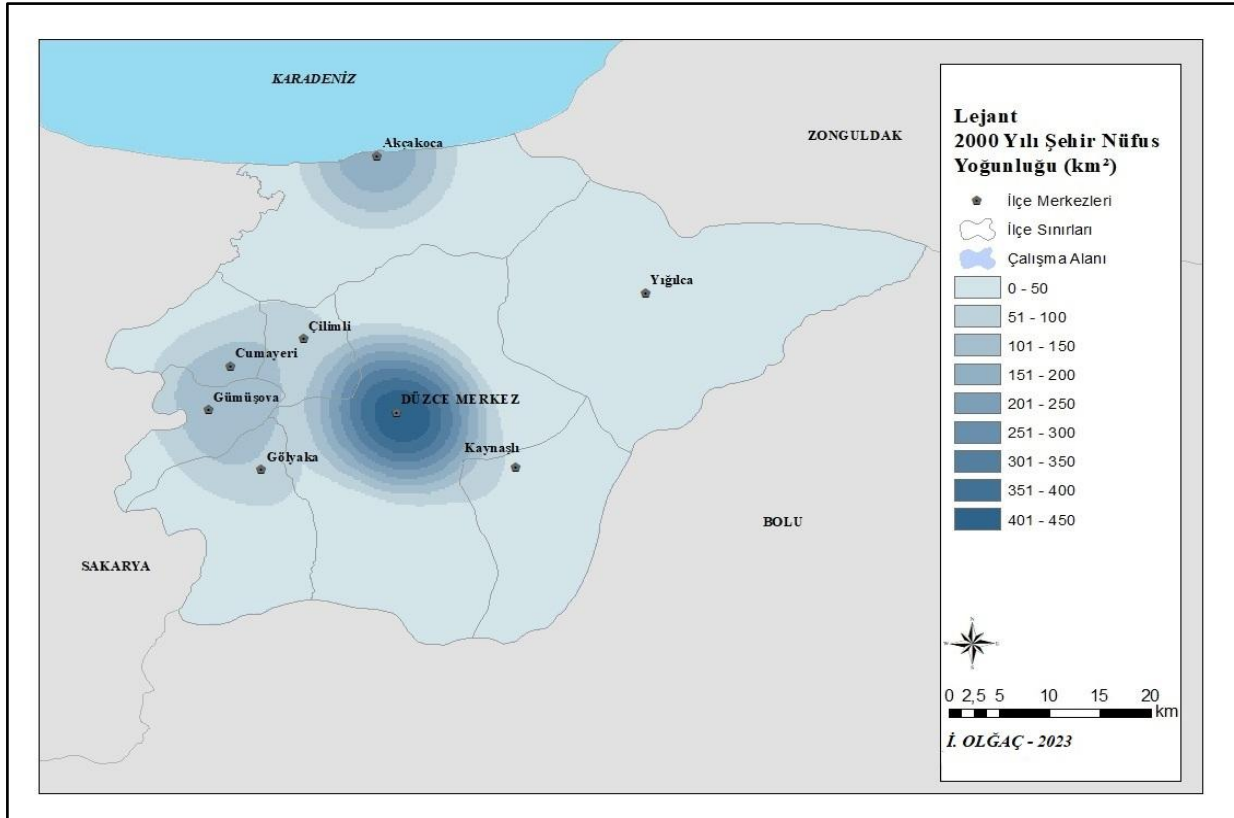 KARADENİZ
Akçakoca
ZONGULDAK
Yığılca
Çilimli
Cumayeri
Gümüşova
DÜZCE MERKEZ
Kaynaşlı
Gölyaka
BOLU
SAKARYA
Lejant
2000 Yılı Şehir Nüfus
Yoğunluğu (km²)
İlçe Merkezleri
İlçe Sınırları
Çalışma Alanı
0 - 50
51 - 100
101 - 150
151 - 200
201 - 250
251 - 300
301 - 350
351 - 400
401 - 450
N
W E
S
0 2,5 5 10 15 20
km
İ. OLĞAÇ - 2023